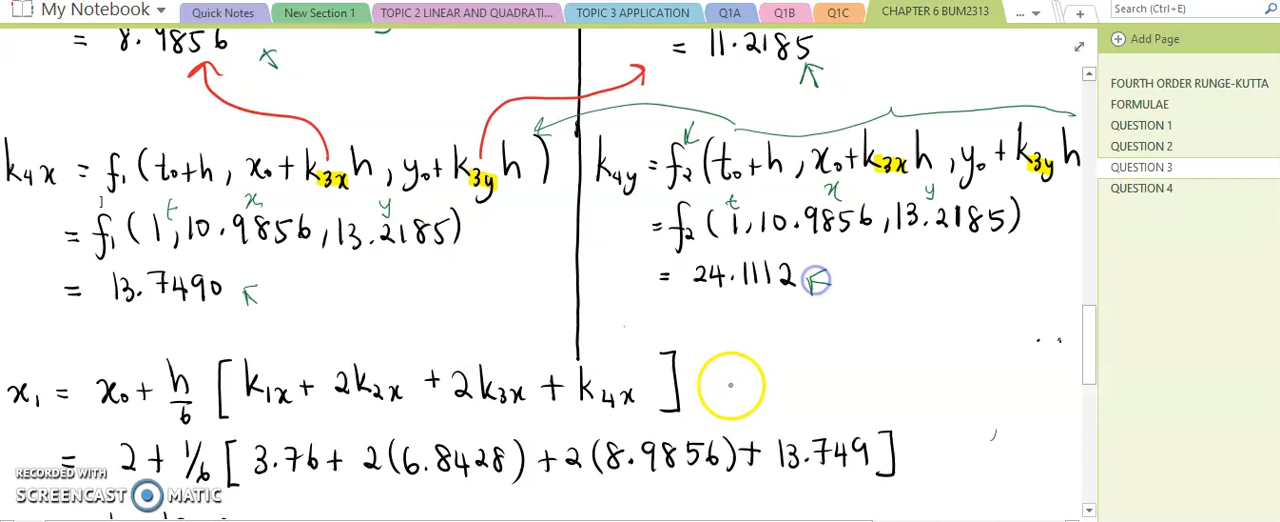 My Notebook
Quick Notes
New Section 1
TOPIC 2 LINEAR AND QUADRATI...
TOPIC 3 APPLICATION
Q1A
Q1B
Q1C
CHAPTER 6 BUM2313
...
Search (Ctrl+E)
Add Page
FOURTH ORDER RUNGE-KUTTA
FORMULAE
QUESTION 1
QUESTION 2
QUESTION 3
QUESTION 4
= 8.9856
k4x = f1 (t0+h, x0+k3xh, y0+k3yh)
t x y
= f1 (1, 10.9856, 13.2185)
= 13.7490
= 11.2185
k4y = f2 (t0+h, x0+k3xh, y0+k3yh
t x y
= f2 (1, 10.9856, 13.2185)
= 24.1112
x1 = x0 + h/6 [k1x + 2k2x + 2k3x + k4x]
= 2 + 1/6 [3.76 + 2(6.8428) + 2(8.9856) + 13.749]
RECORDED WITH
SCREENCAST MATIC